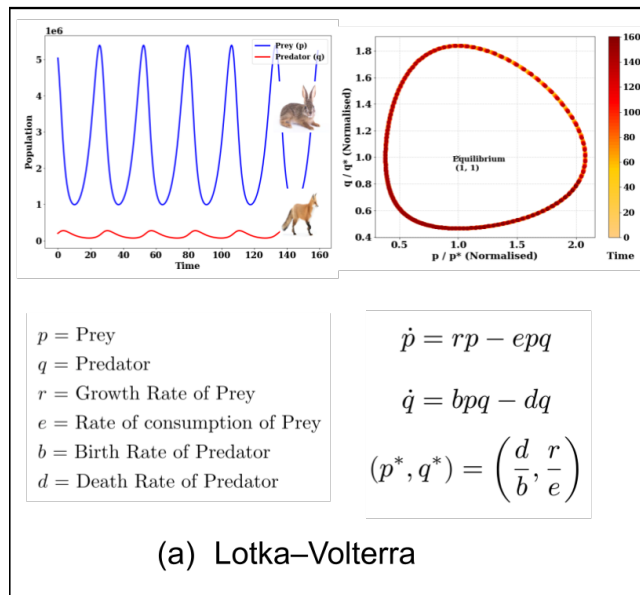 1e6
Prey (p)
Predator (q)
5
4
3
2
1
0
Population
0 20 40 60 80 100 120 140 160
Time
1.8
1.6
1.4
1.2
1.0
0.8
0.6
0.4
q / q* (Normalised)
Equilibrium
(1, 1)
0.5 1.0 1.5 2.0
p / p* (Normalised)
160
140
120
100
80
60
40
20
0
Time
p = Prey
q = Predator
r = Growth Rate of Prey
e = Rate of consumption of Prey
b = Birth Rate of Predator
d = Death Rate of Predator
ṗ = rp − epq
q̇ = bpq − dq
(p*, q*) = (d/b, r/e)
(a) Lotka–Volterra